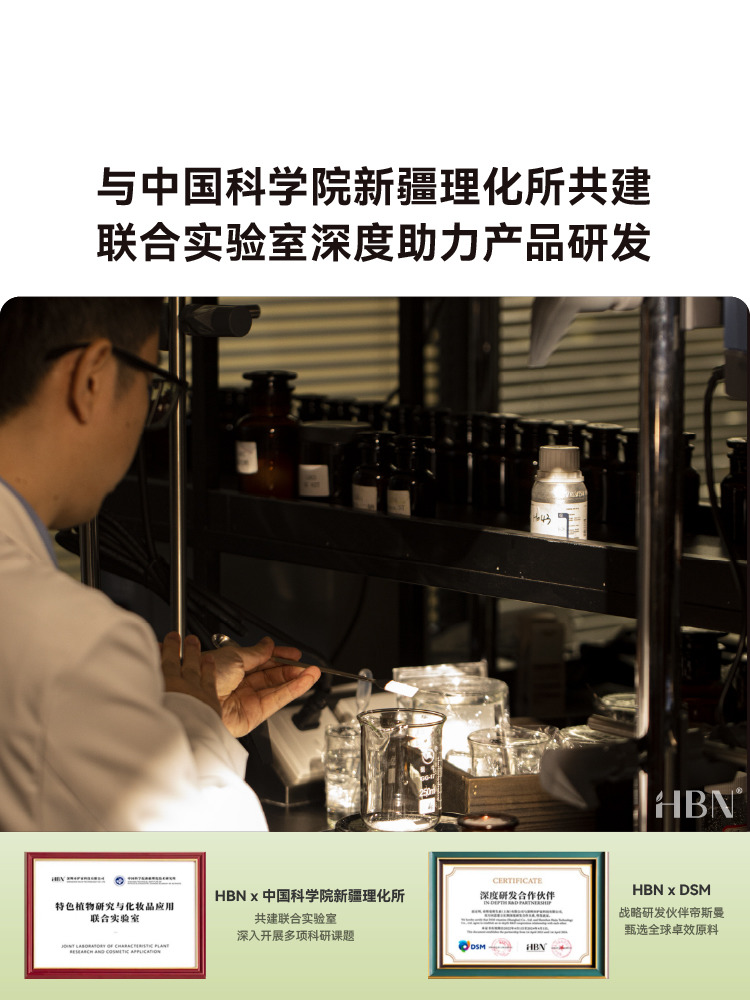 与中国科学院新疆理化所共建
联合实验室深度助力产品研发
250ml
HBN®
HBN
特色植物研究与化妆品应用
联合实验室
JOINT LABORATORY OF CHARACTERISTIC PLANT
RESEARCH AND COSMETIC APPLICATION
HBN x 中国科学院新疆理化所
共建联合实验室
深入开展多项科研课题
CERTIFICATE
深度研发合作伙伴
IN DEPTH R&D PARTNERSHIP
DSM
HBN
HBN x DSM
战略研发伙伴帝斯曼
甄选全球卓效原料